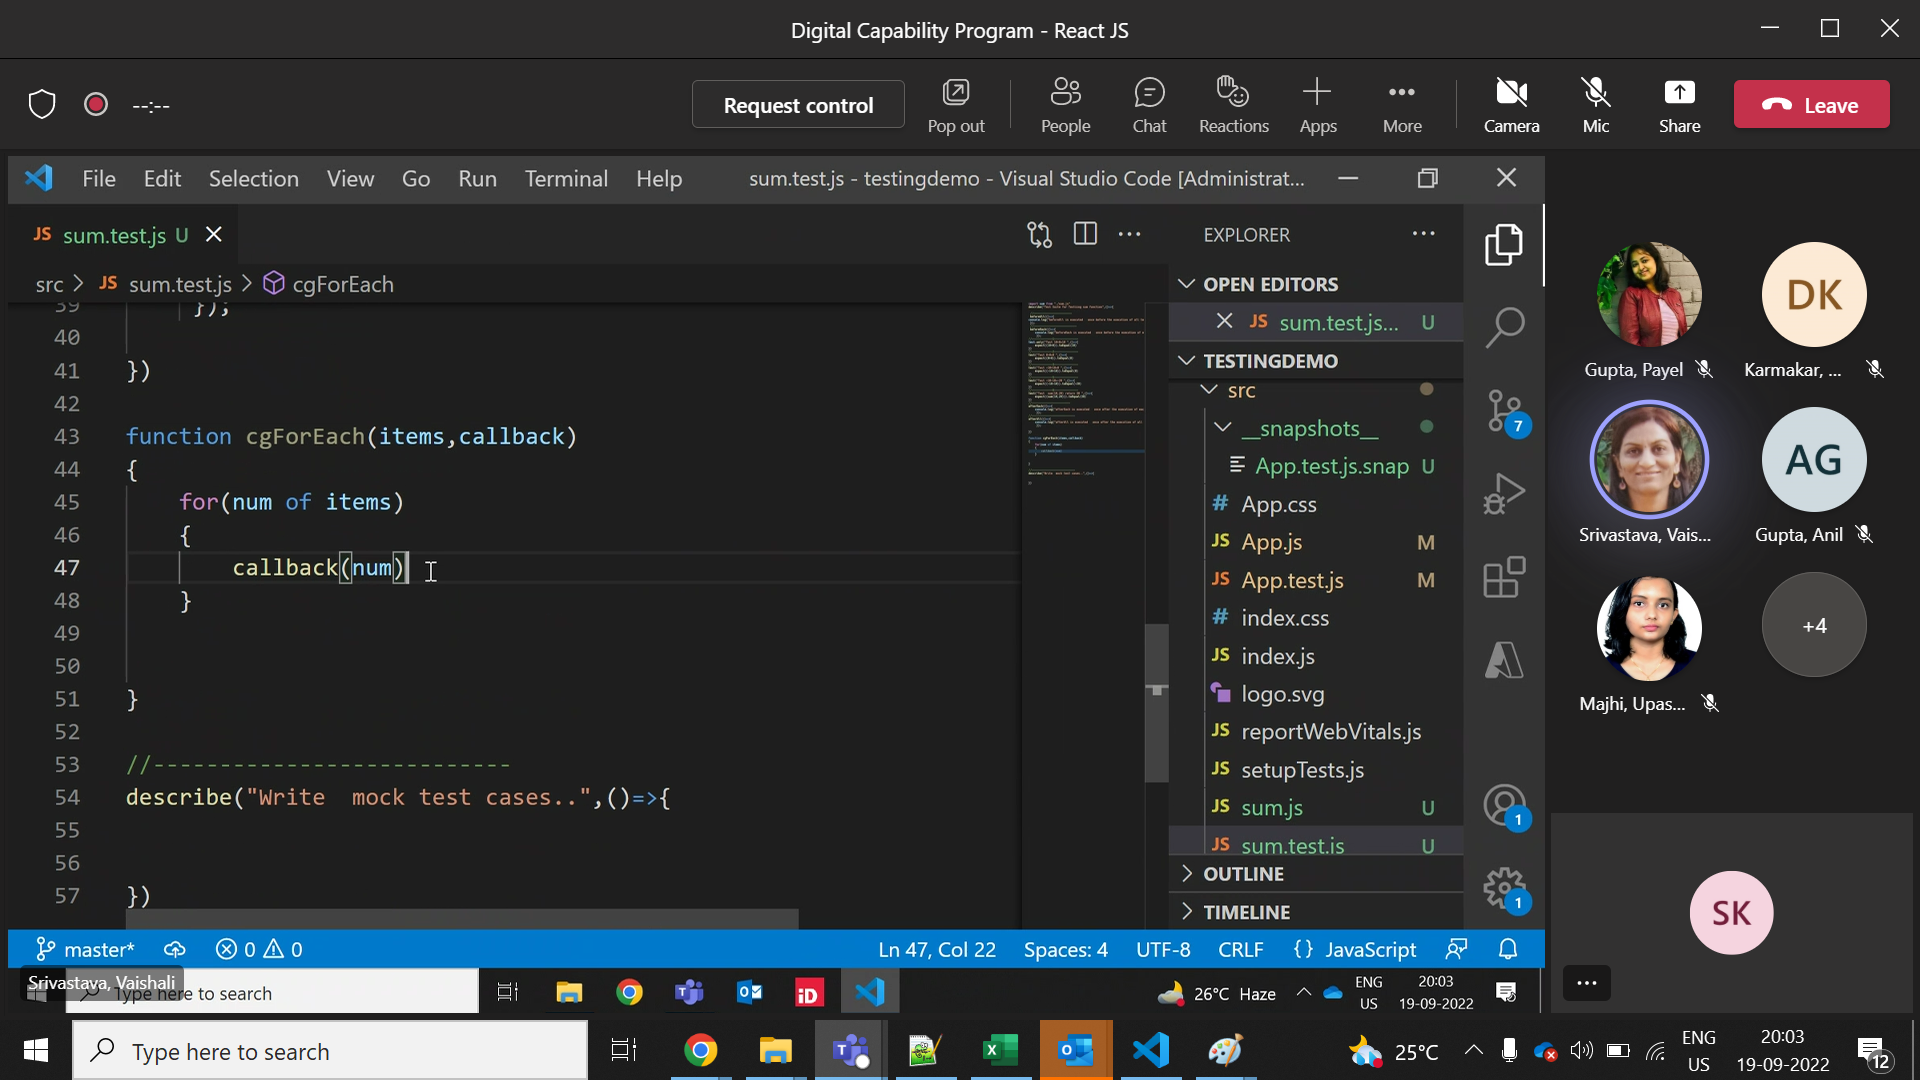 Digital Capability Program - React JS
--:--
Request control
Pop out
People
Chat
Reactions
Apps
More
Camera
Mic
Share
Leave
File Edit Selection View Go Run Terminal Help
sum.test.js - testingdemo - Visual Studio Code [Administrat...
JS sum.test.js U
src > JS sum.test.js > cgForEach
39 });
40
41 })
42
43 function cgForEach(items,callback)
44 {
45 for(num of items)
46 {
47 callback(num)
48 }
49
50
51 }
52
53 //---------------------------
54 describe("Write  mock test cases..",()=>{
55
56
57 })
EXPLORER
OPEN EDITORS
JS sum.test.js... U
TESTINGDEMO
src
__snapshots__
App.test.js.snap U
# App.css
JS App.js M
JS App.test.js M
# index.css
JS index.js
logo.svg
JS reportWebVitals.js
JS setupTests.js
JS sum.js U
JS sum.test.js U
OUTLINE
TIMELINE
7
1
1
master*
0 0
Ln 47, Col 22
Spaces: 4
UTF-8
CRLF
{} JavaScript
Srivastava, Vaishali
Type here to search
iD
26°C Haze
ENG
US
20:03
19-09-2022
Gupta, Payel
DK
Karmakar, ...
Srivastava, Vais...
AG
Gupta, Anil
Majhi, Upas...
+4
SK
Type here to search
25°C
ENG
US
20:03
19-09-2022
12